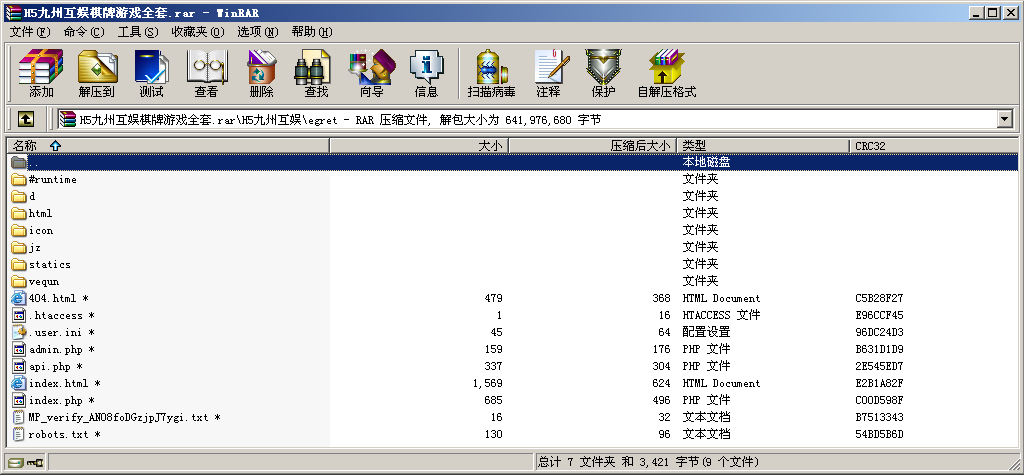 H5九州互娱棋牌游戏全套.rar - WinRAR
文件(F) 命令(C) 工具(S) 收藏夹(O) 选项(N) 帮助(H)
添加 解压到 测试 查看 删除 查找 向导 信息 扫描病毒 注释 保护 自解压格式
H5九州互娱棋牌游戏全套.rar\H5九州互娱\egret - RAR 压缩文件, 解包大小为 641,976,680 字节
名称 大小 压缩后大小 类型 CRC32
.. 本地磁盘
#runtime 文件夹
d 文件夹
html 文件夹
icon 文件夹
jz 文件夹
statics 文件夹
vequn 文件夹
404.html * 479 368 HTML Document C5B28F27
.htaccess * 1 16 HTACCESS 文件 E96CCF45
.user.ini * 45 64 配置设置 96DC24D3
admin.php * 159 176 PHP 文件 B631D1D9
api.php * 337 304 PHP 文件 2E545ED7
index.html * 1,569 624 HTML Document E2B1A82F
index.php * 685 496 PHP 文件 C00D598F
MP_verify_ANO8foDGzjpJ7ygi.txt * 16 32 文本文档 B7513343
robots.txt * 130 96 文本文档 54BD5B6D
总计 7 文件夹 和 3,421 字节(9 个文件)